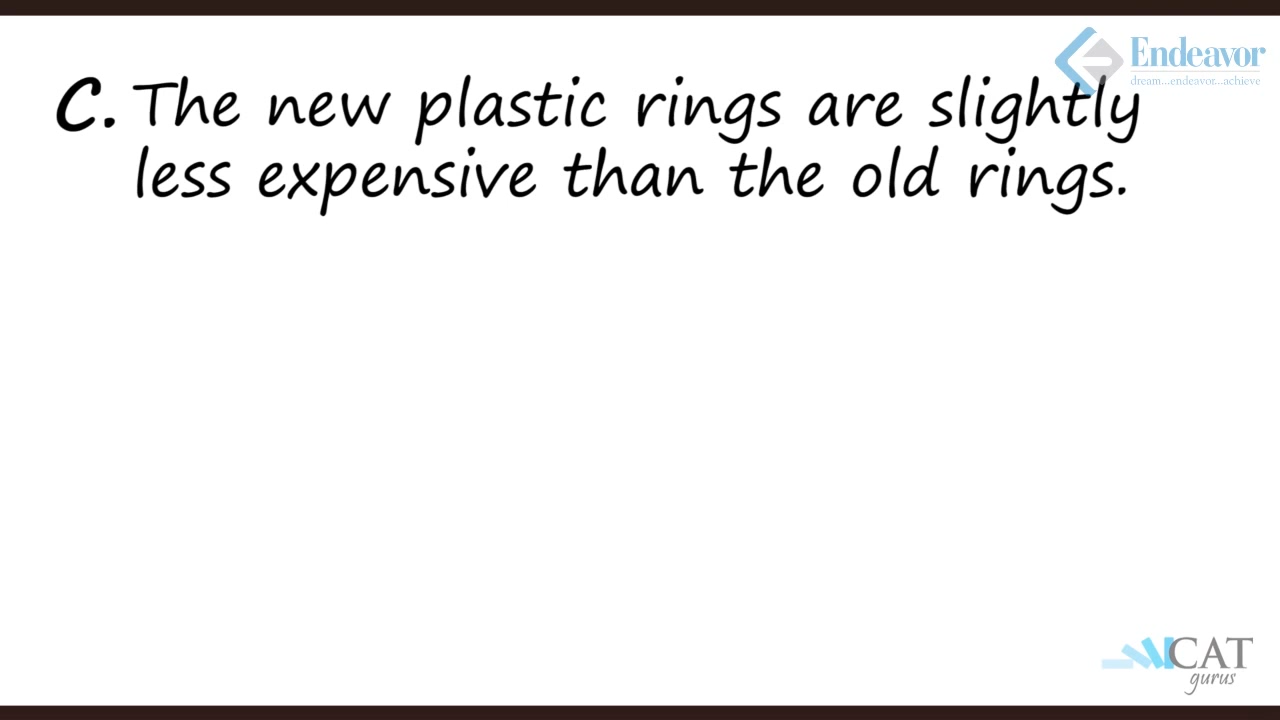 Endeavor
dream...endeavor...achieve
C. The new plastic rings are slightly
less expensive than the old rings.
CAT
gurus